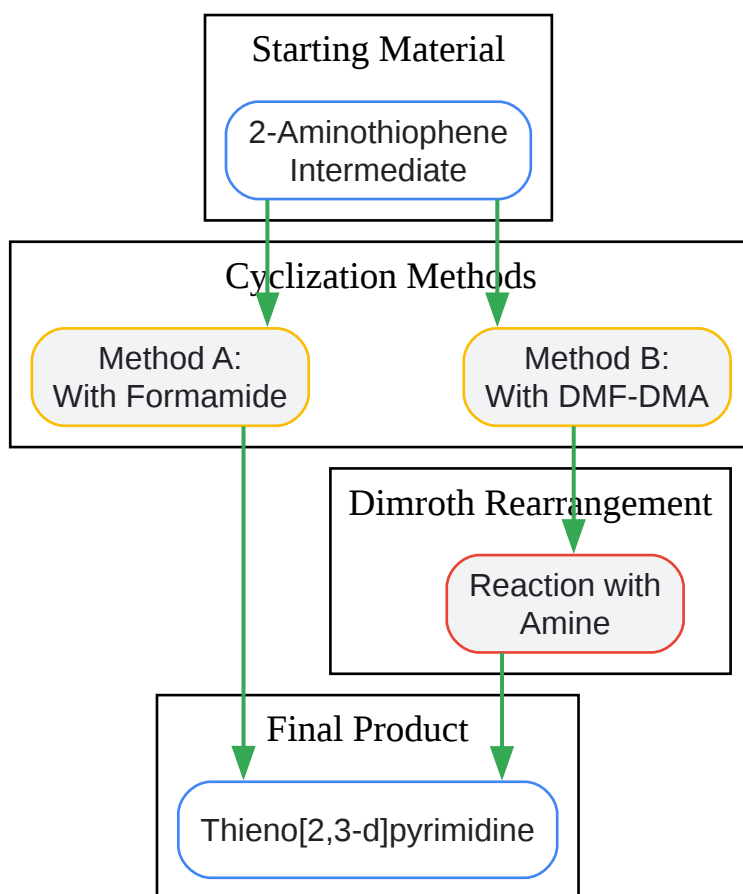 Starting Material
2-Aminothiophene
Intermediate
Cyclization Methods
Method A:
With Formamide
Method B:
With DMF-DMA
Dimroth Rearrangement
Reaction with
Amine
Final Product
Thieno[2,3-d]pyrimidine